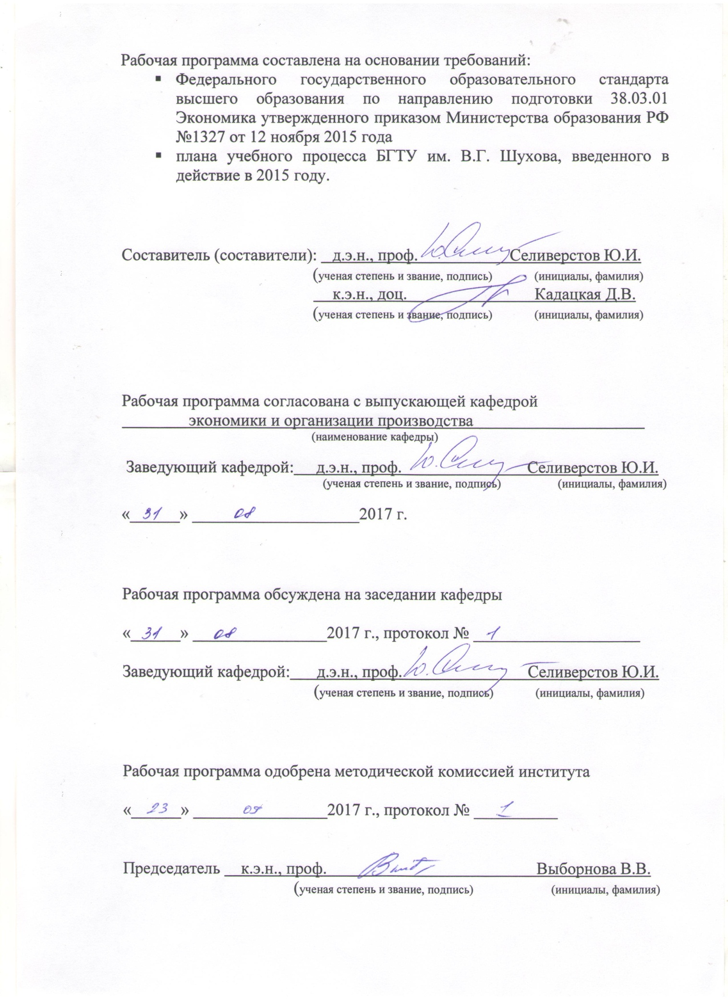 Рабочая программа составлена на основании требований:
▪ Федерального государственного образовательного стандарта
высшего образования по направлению подготовки 38.03.01
Экономика утвержденного приказом Министерства образования РФ
№1327 от 12 ноября 2015 года
▪ плана учебного процесса БГТУ им. В.Г. Шухова, введенного в
действие в 2015 году.
Составитель (составители): д.э.н., проф. Селиверстов Ю.И.
(ученая степень и звание, подпись) (инициалы, фамилия)
к.э.н., доц. Кадацкая Д.В.
(ученая степень и звание, подпись) (инициалы, фамилия)
Рабочая программа согласована с выпускающей кафедрой
экономики и организации производства
(наименование кафедры)
Заведующий кафедрой: д.э.н., проф. Селиверстов Ю.И.
(ученая степень и звание, подпись) (инициалы, фамилия)
«31» 08 2017 г.
Рабочая программа обсуждена на заседании кафедры
«31» 08 2017 г., протокол № 1
Заведующий кафедрой: д.э.н., проф. Селиверстов Ю.И.
(ученая степень и звание, подпись) (инициалы, фамилия)
Рабочая программа одобрена методической комиссией института
«23» 2017 г., протокол № 1
Председатель к.э.н., проф. Выборнова В.В.
(ученая степень и звание, подпись) (инициалы, фамилия)